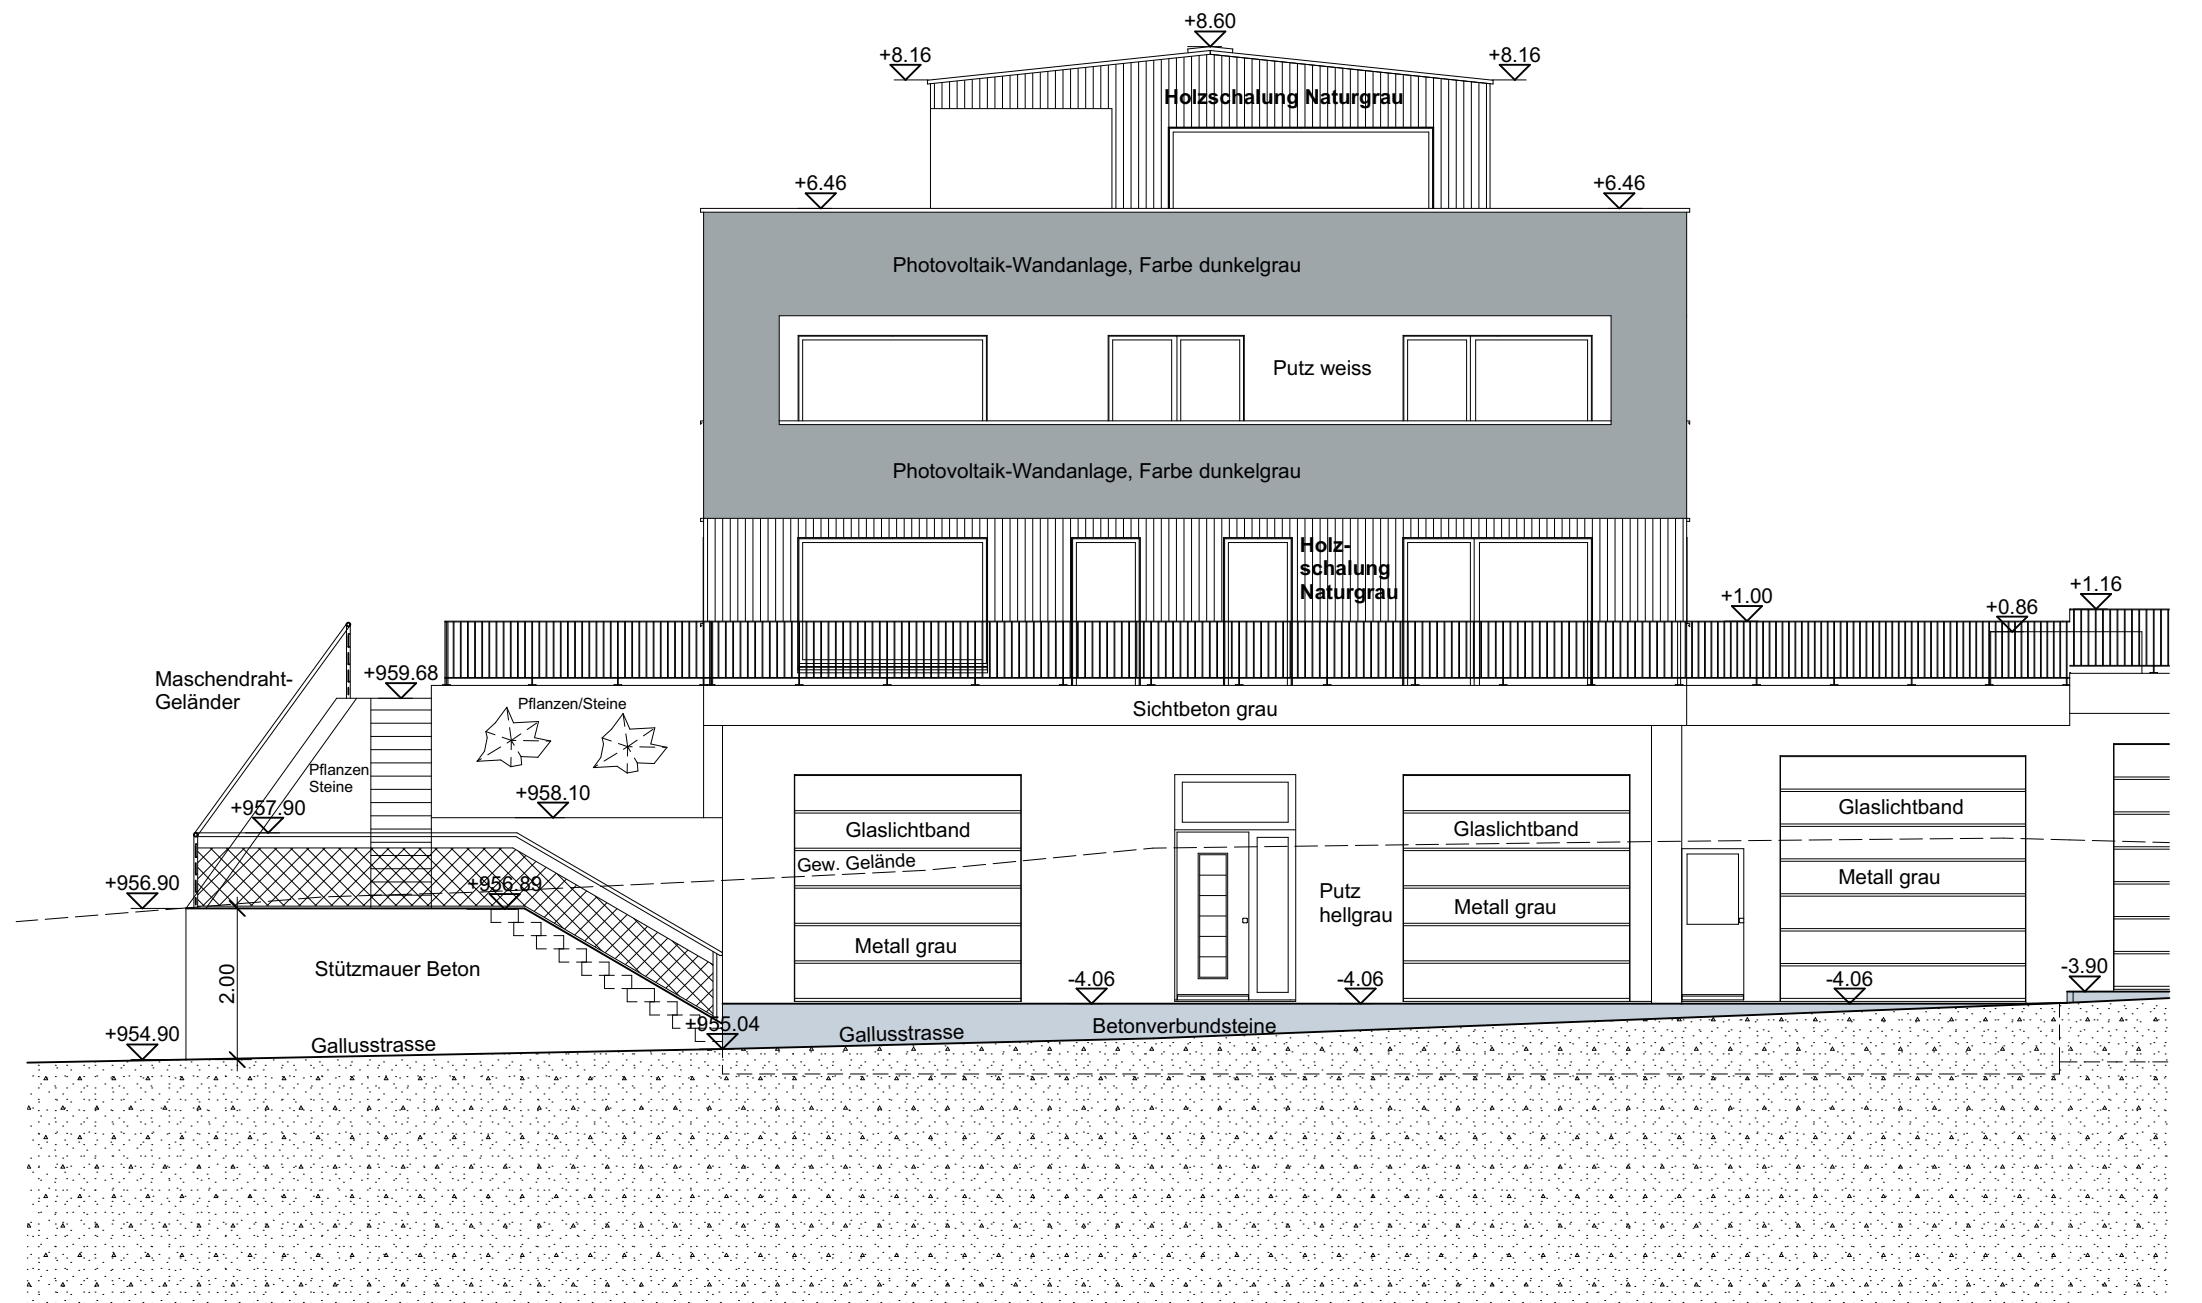 +8.60
+8.16
+8.16
Holzschalung Naturgrau
+6.46
+6.46
Photovoltaik-Wandanlage, Farbe dunkelgrau
Putz weiss
Photovoltaik-Wandanlage, Farbe dunkelgrau
Holz-
schalung
Naturgrau
+1.00
+0.86
+1.16
Maschendraht-
Geländer
+959.68
Pflanzen/Steine
Sichtbeton grau
Pflanzen
Steine
+957.90
+958.10
Glaslichtband
Glaslichtband
Glaslichtband
Gew. Gelände
+956.90
+956.89
Putz
hellgrau
Metall grau
Metall grau
Metall grau
Stützmauer Beton
2.00
-4.06
-4.06
-4.06
-3.90
+954.90
Gallusstrasse
+955.04
Gallusstrasse
Betonverbundsteine